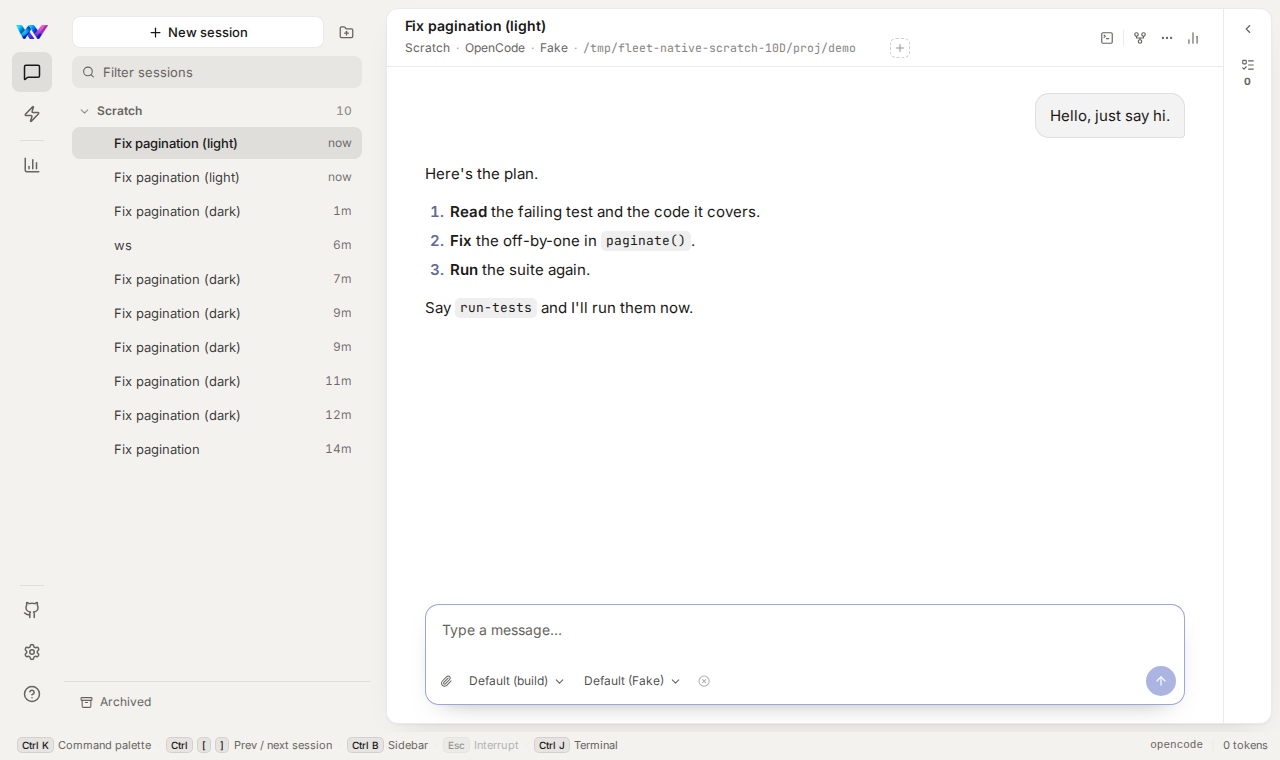 New session
Filter sessions
Scratch 10
Fix pagination (light) now
Fix pagination (light) now
Fix pagination (dark) 1m
ws 6m
Fix pagination (dark) 7m
Fix pagination (dark) 9m
Fix pagination (dark) 9m
Fix pagination (dark) 11m
Fix pagination (dark) 12m
Fix pagination 14m
Archived
Fix pagination (light)
Scratch · OpenCode · Fake · /tmp/fleet-native-scratch-10D/proj/demo
0
Hello, just say hi.
Here's the plan.
1. Read the failing test and the code it covers.
2. Fix the off-by-one in paginate().
3. Run the suite again.
Say run-tests and I'll run them now.
Type a message...
Default (build) Default (Fake)
Ctrl K Command palette Ctrl [ ] Prev / next session Ctrl B Sidebar Esc Interrupt Ctrl J Terminal opencode 0 tokens